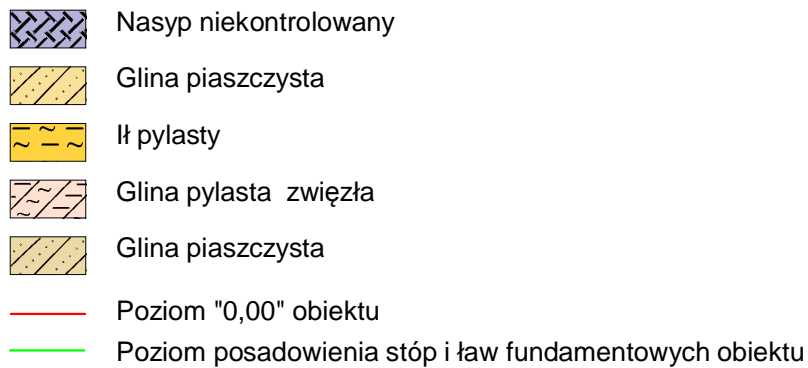 Nasyp niekontrolowany
Glina piaszczysta
Ił pylasty
Glina pylasta  zwięzła
Glina piaszczysta
Poziom "0,00" obiektu
Poziom posadowienia stóp i ław fundamentowych obiektu